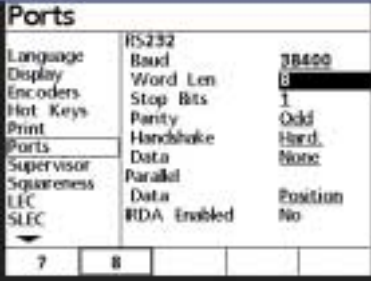 Ports
Language
Display
Encoders
Hot Keys
Print
Ports
Supervisor
Squareness
LEC
SLEC
RS232
Baud 38400
Word Len 8
Stop Bits 1
Parity Odd
Handshake Hard.
Data None
Parallel
Data Position
IRDA Enabled No
7 8